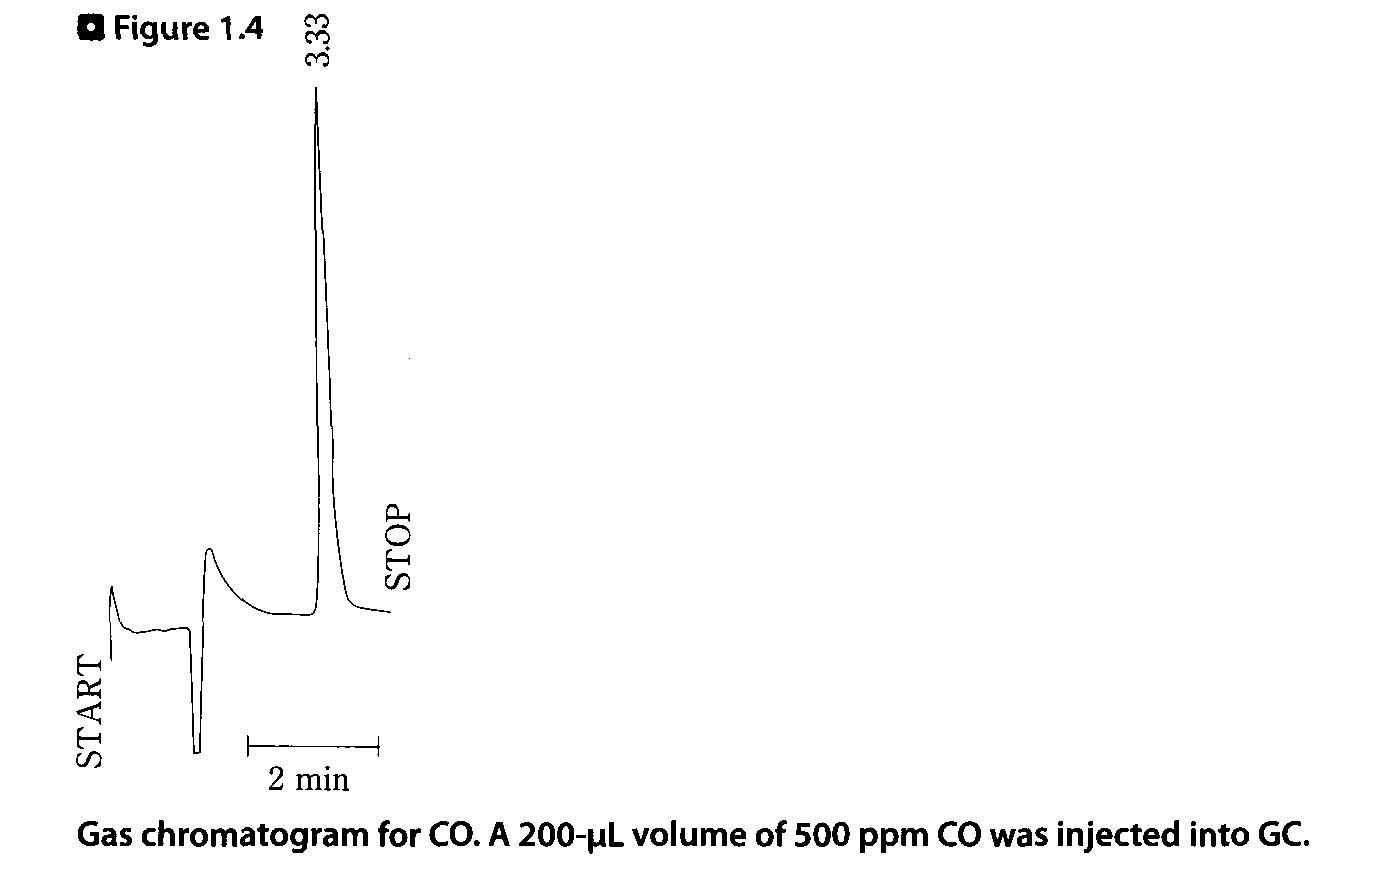 Figure 1.4
3.33
START
STOP
2 min
Gas chromatogram for CO. A 200-µL volume of 500 ppm CO was injected into GC.